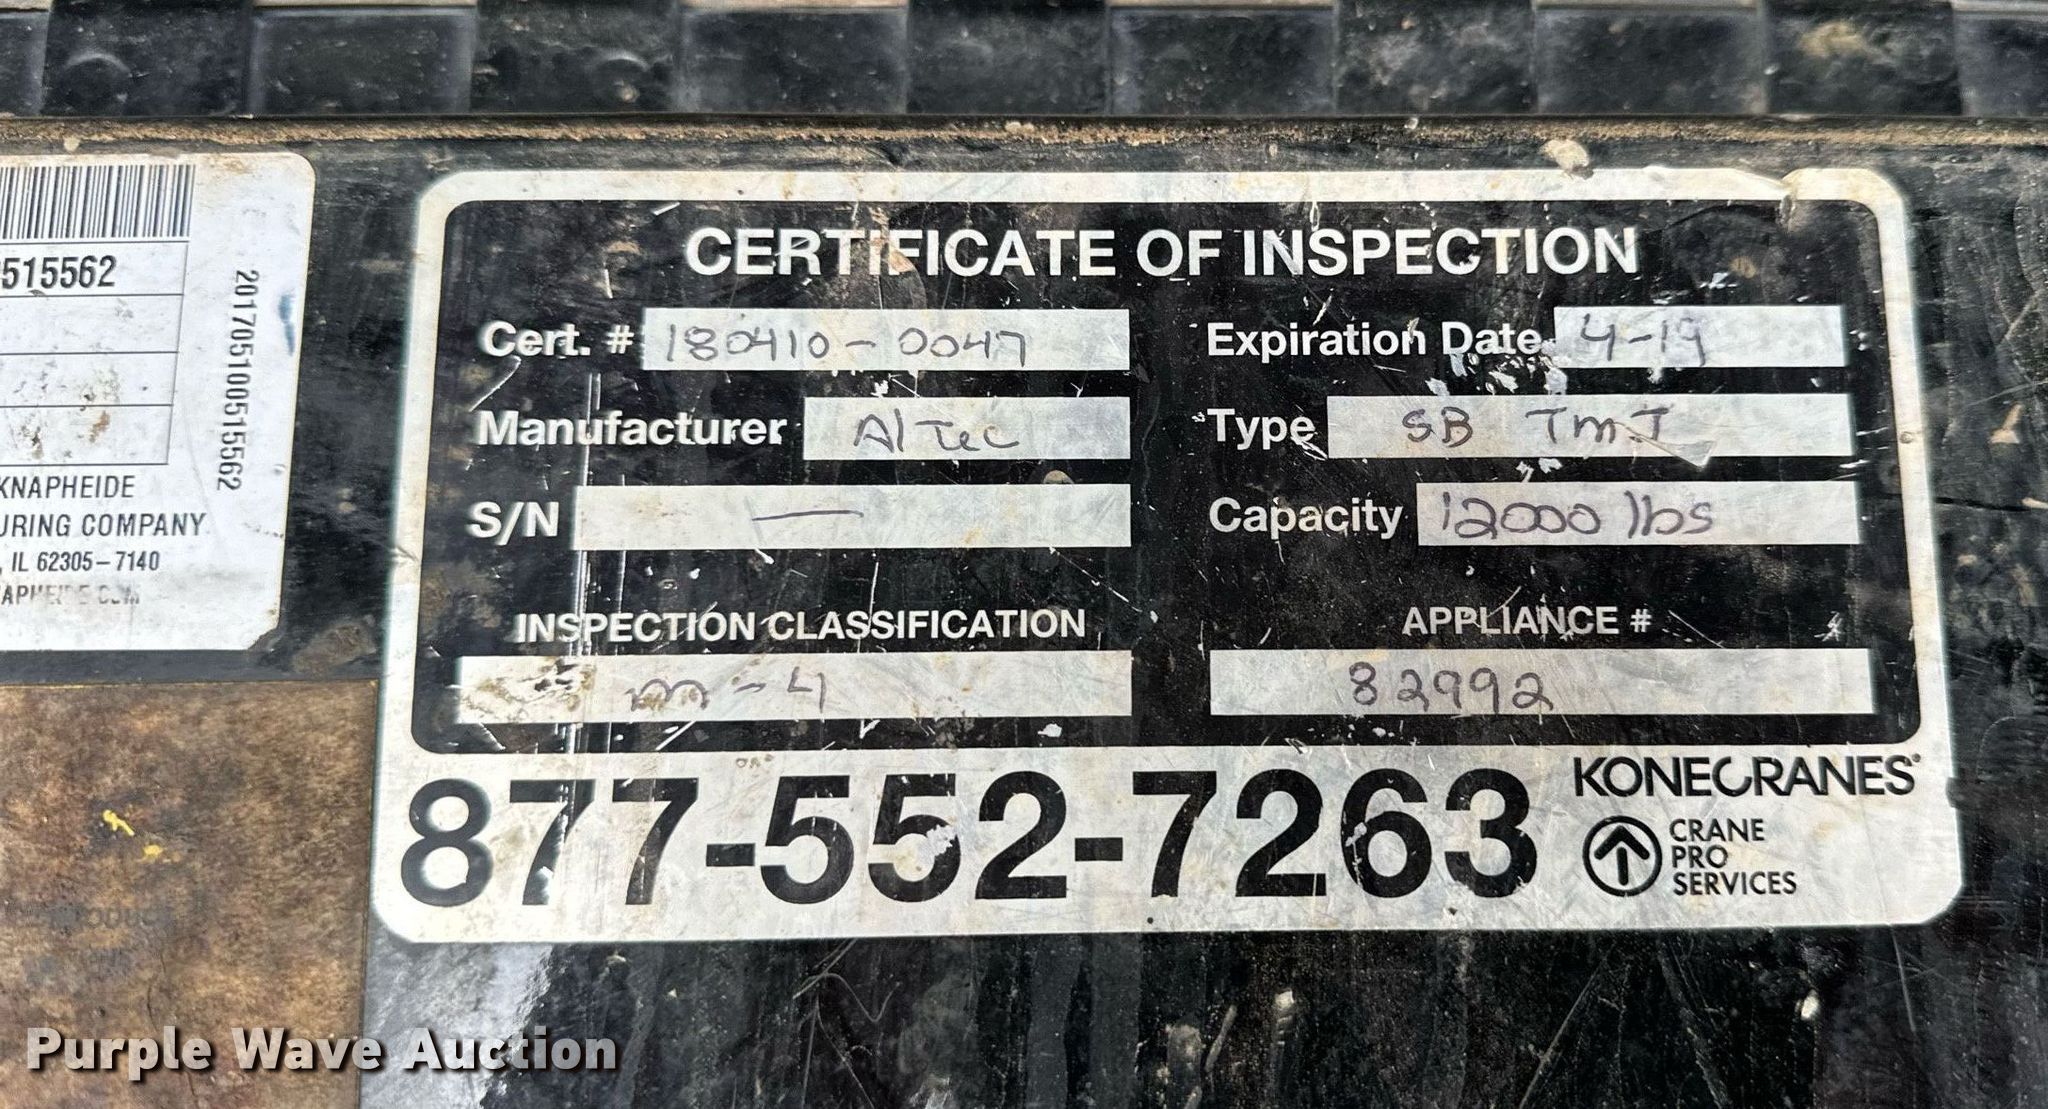 515562
20170510051562
KNAPHEIDE
URING COMPANY
, IL 62305-7140
CERTIFICATE OF INSPECTION
Cert. # 180410-0047
Expiration Date 4-19
Manufacturer AlTec
Type SB TmT
S/N —
Capacity 12000 lbs
INSPECTION CLASSIFICATION
m-4
APPLIANCE #
82992
877-552-7263
KONECRANES®
CRANE
PRO
SERVICES
Purple Wave Auction